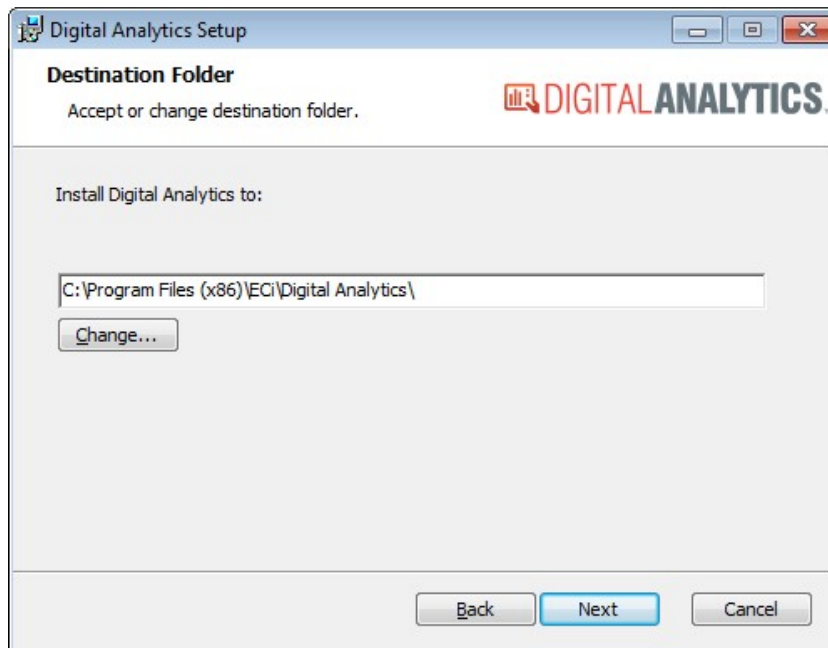 Digital Analytics Setup
Destination Folder
Accept or change destination folder.
DIGITALANALYTICS
Install Digital Analytics to:
C:\Program Files (x86)\ECi\Digital Analytics\
Change...
Back Next Cancel